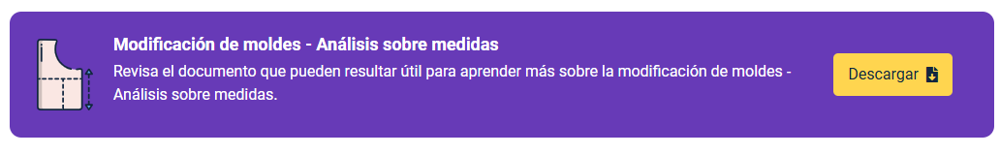 Modificación de moldes - Análisis sobre medidas
Revisa el documento que pueden resultar útil para aprender más sobre la modificación de moldes -
Análisis sobre medidas.
Descargar